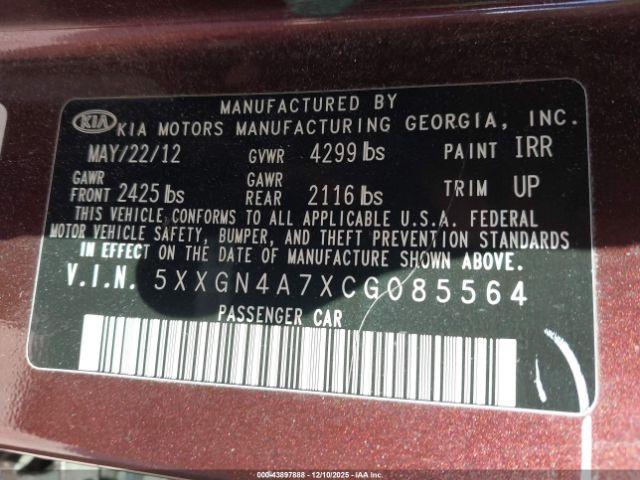 MANUFACTURED BY
KIA KIA MOTORS MANUFACTURING GEORGIA, INC.
MAY/22/12 GVWR 4299 lbs PAINT IRR
GAWR FRONT 2425 lbs GAWR REAR 2116 lbs TRIM UP
THIS VEHICLE CONFORMS TO ALL APPLICABLE U.S.A. FEDERAL
MOTOR VEHICLE SAFETY, BUMPER, AND THEFT PREVENTION STANDARDS
IN EFFECT ON THE DATE OF MANUFACTURE SHOWN ABOVE.
V.I.N. 5XXGN4A7XCG085564
PASSENGER CAR
000-43897888 - 12/10/2025 - IAA Inc.